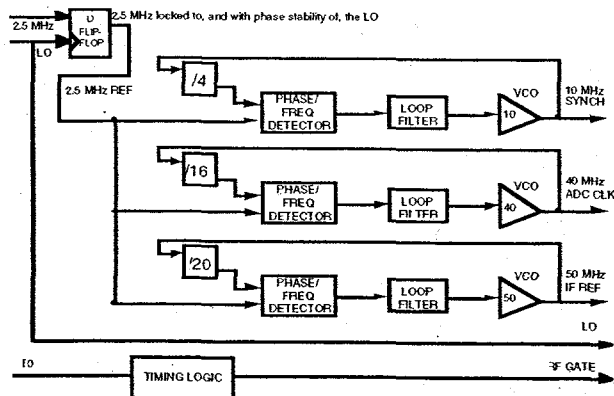 2.5 MHz locked to, and with phase stability of, the LO
2.5 MHz
D
FLIP-
FLOP
LO
2.5 MHz REF
/4
PHASE/
FREQ
DETECTOR
LOOP
FILTER
VCO
10
10 MHz
SYNCH
/16
PHASE/
FREQ
DETECTOR
LOOP
FILTER
VCO
40
40 MHz
ADC CLK
/20
PHASE/
FREQ
DETECTOR
LOOP
FILTER
VCO
50
50 MHz
IF REF
LO
TIMING LOGIC
RF GATE